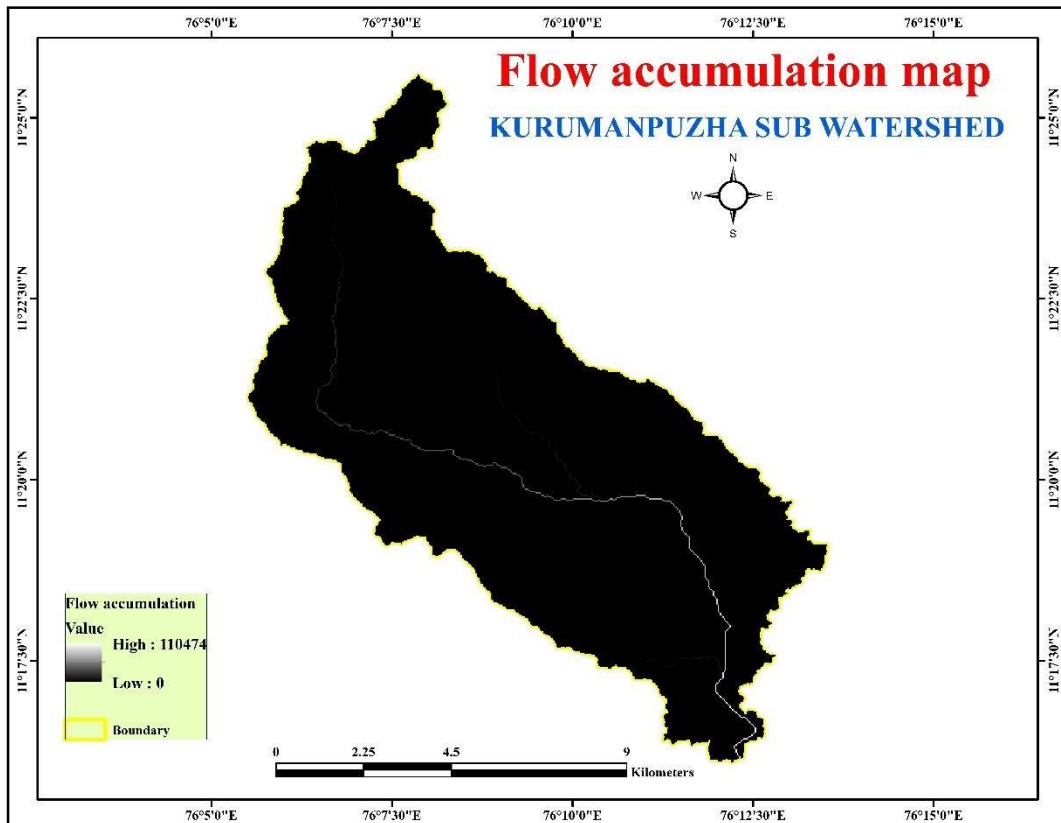 76°5'0"E 76°7'30"E 76°10'0"E 76°12'30"E 76°15'0"E
Flow accumulation map
KURUMANPUZHA SUB WATERSHED
N
W E
S
11°25'0"N 11°25'0"N
11°22'30"N 11°22'30"N
11°20'0"N 11°20'0"N
11°17'30"N 11°17'30"N
Flow accumulation
Value
High : 110474
Low : 0
Boundary
0 2.25 4.5 9
Kilometers
76°5'0"E 76°7'30"E 76°10'0"E 76°12'30"E 76°15'0"E